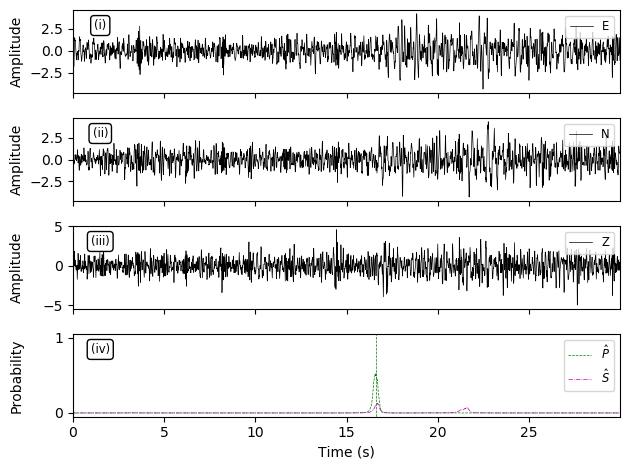 (i)
E
Amplitude
2.5
0.0
−2.5
(ii)
N
Amplitude
2.5
0.0
−2.5
(iii)
Z
Amplitude
5
0
−5
(iv)
P̂
Ŝ
Probability
1
0
0 5 10 15 20 25
Time (s)